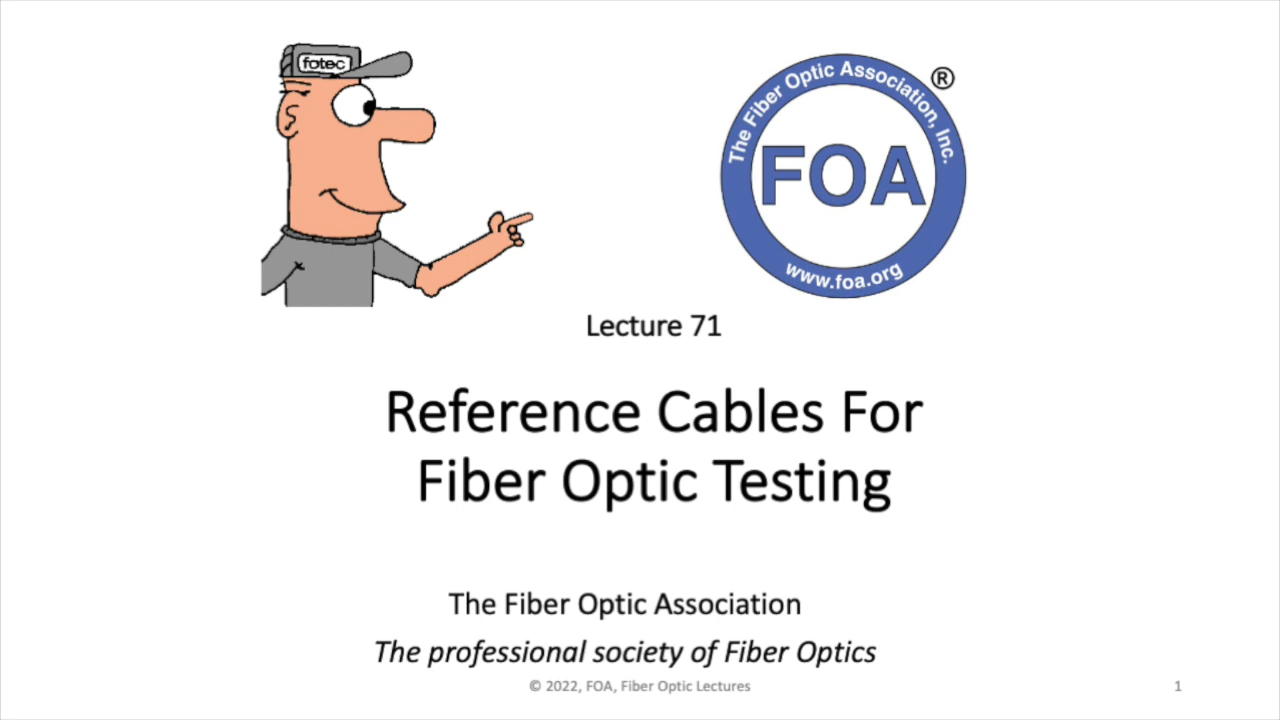 fotec
The Fiber Optic Association, Inc.
®
FOA
www.foa.org
Lecture 71
Reference Cables For
Fiber Optic Testing
The Fiber Optic Association
The professional society of Fiber Optics
© 2022, FOA, Fiber Optic Lectures
1